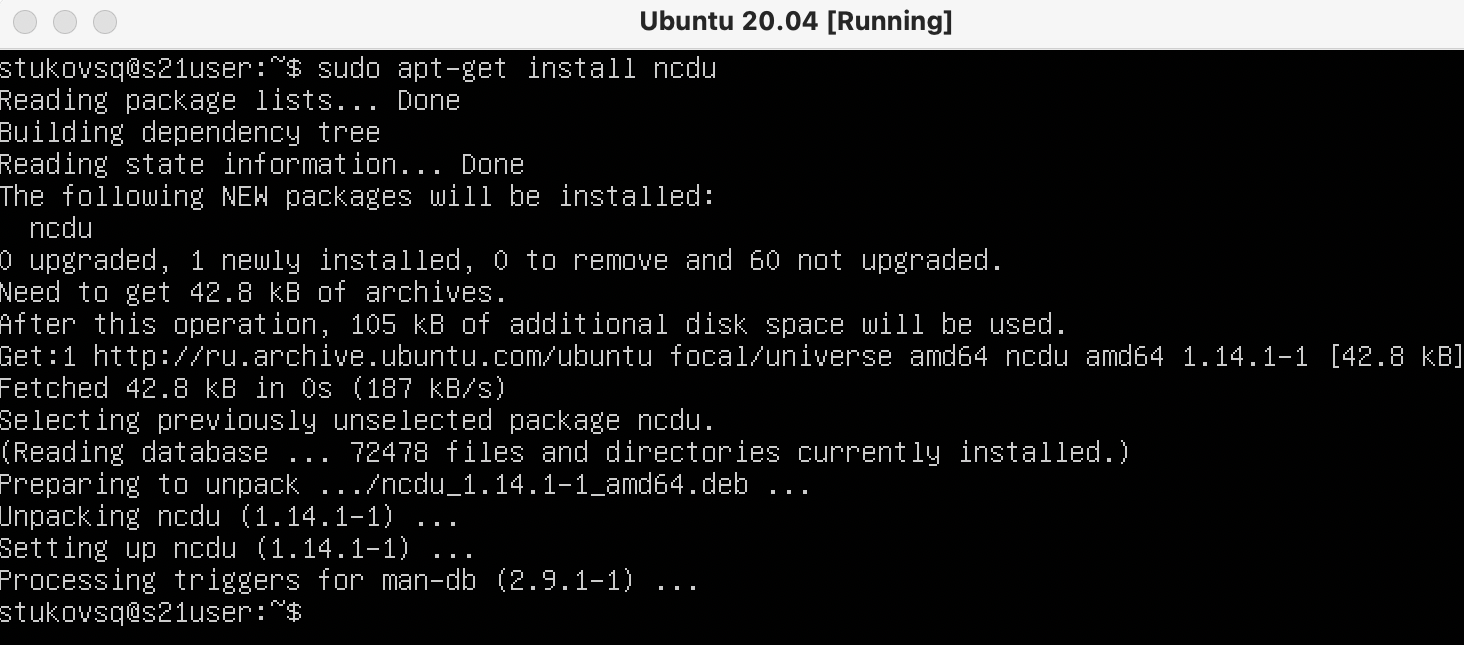 Ubuntu 20.04 [Running]
stukovsq@s21user:~$ sudo apt-get install ncdu
Reading package lists... Done
Building dependency tree
Reading state information... Done
The following NEW packages will be installed:
  ncdu
0 upgraded, 1 newly installed, 0 to remove and 60 not upgraded.
Need to get 42.8 kB of archives.
After this operation, 105 kB of additional disk space will be used.
Get:1 http://ru.archive.ubuntu.com/ubuntu focal/universe amd64 ncdu amd64 1.14.1-1 [42.8 kB]
Fetched 42.8 kB in 0s (187 kB/s)
Selecting previously unselected package ncdu.
(Reading database ... 72478 files and directories currently installed.)
Preparing to unpack .../ncdu_1.14.1-1_amd64.deb ...
Unpacking ncdu (1.14.1-1) ...
Setting up ncdu (1.14.1-1) ...
Processing triggers for man-db (2.9.1-1) ...
stukovsq@s21user:~$